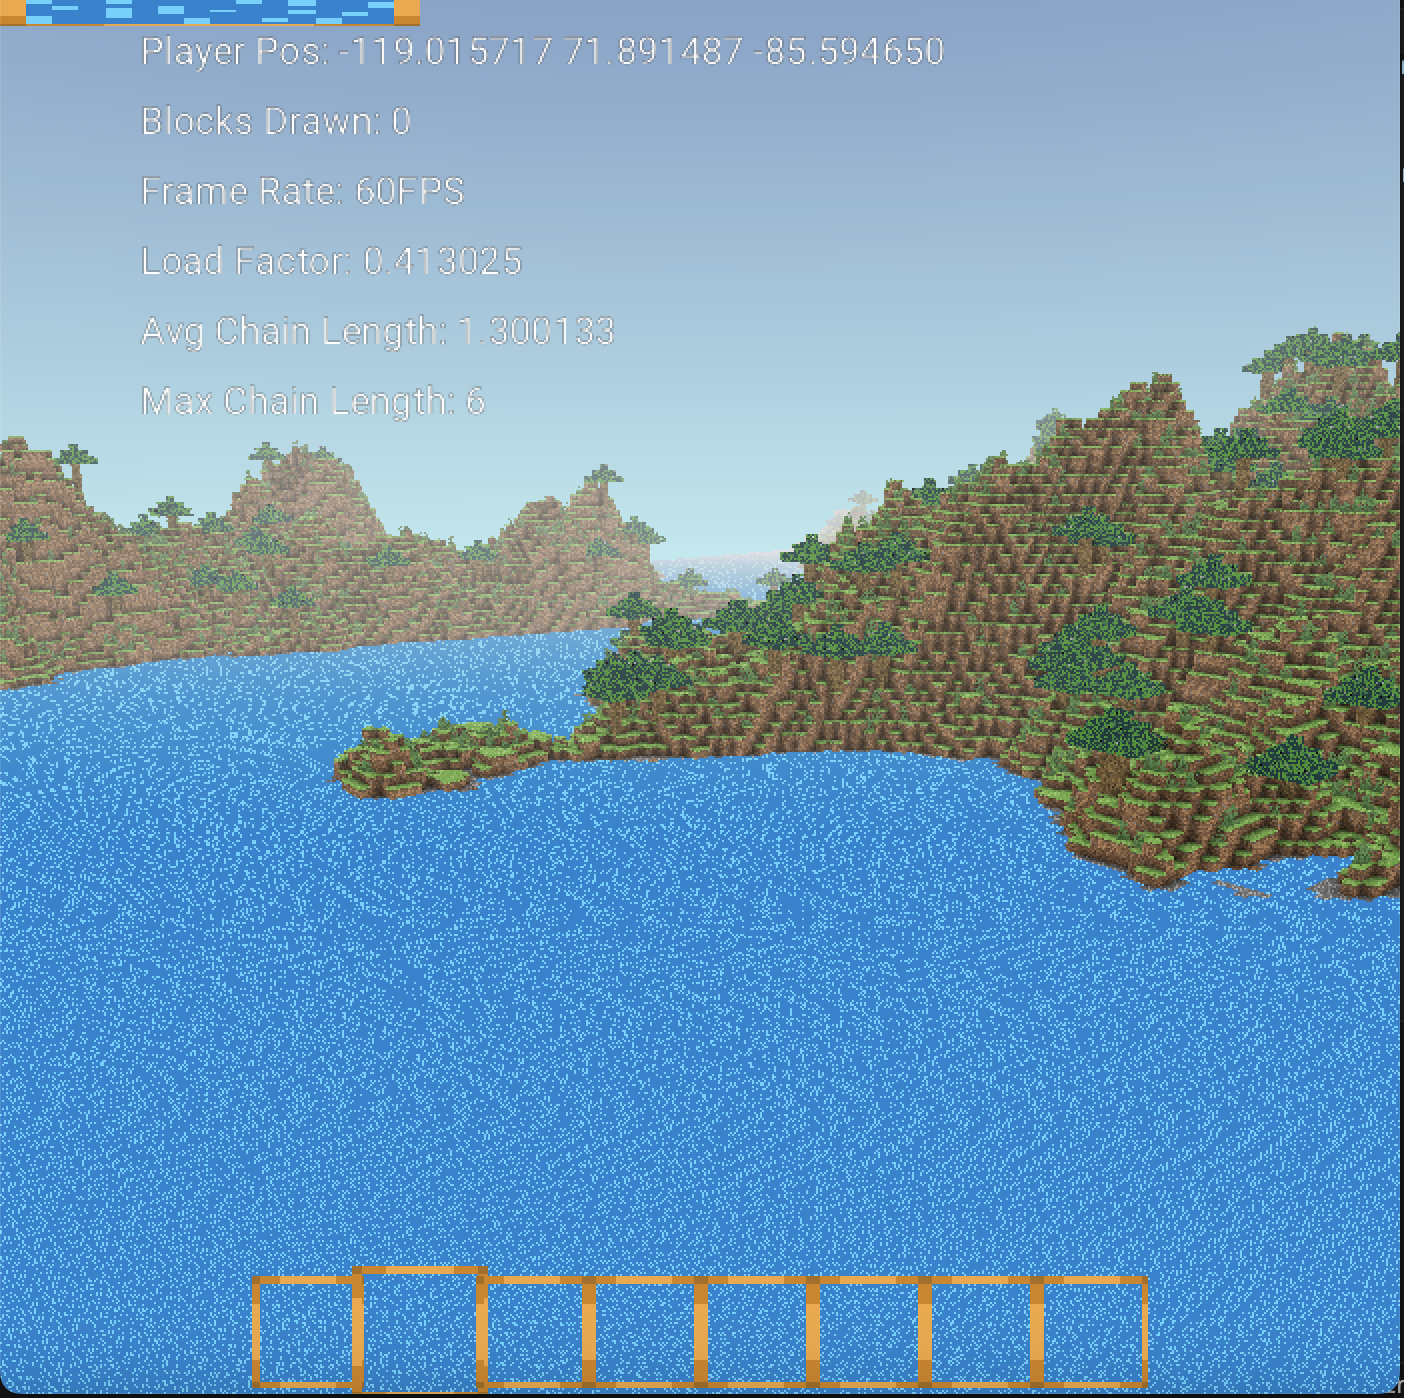 Player Pos: -119.015717 71.891487 -85.594650
Blocks Drawn: 0
Frame Rate: 60FPS
Load Factor: 0.413025
Avg Chain Length: 1.300133
Max Chain Length: 6